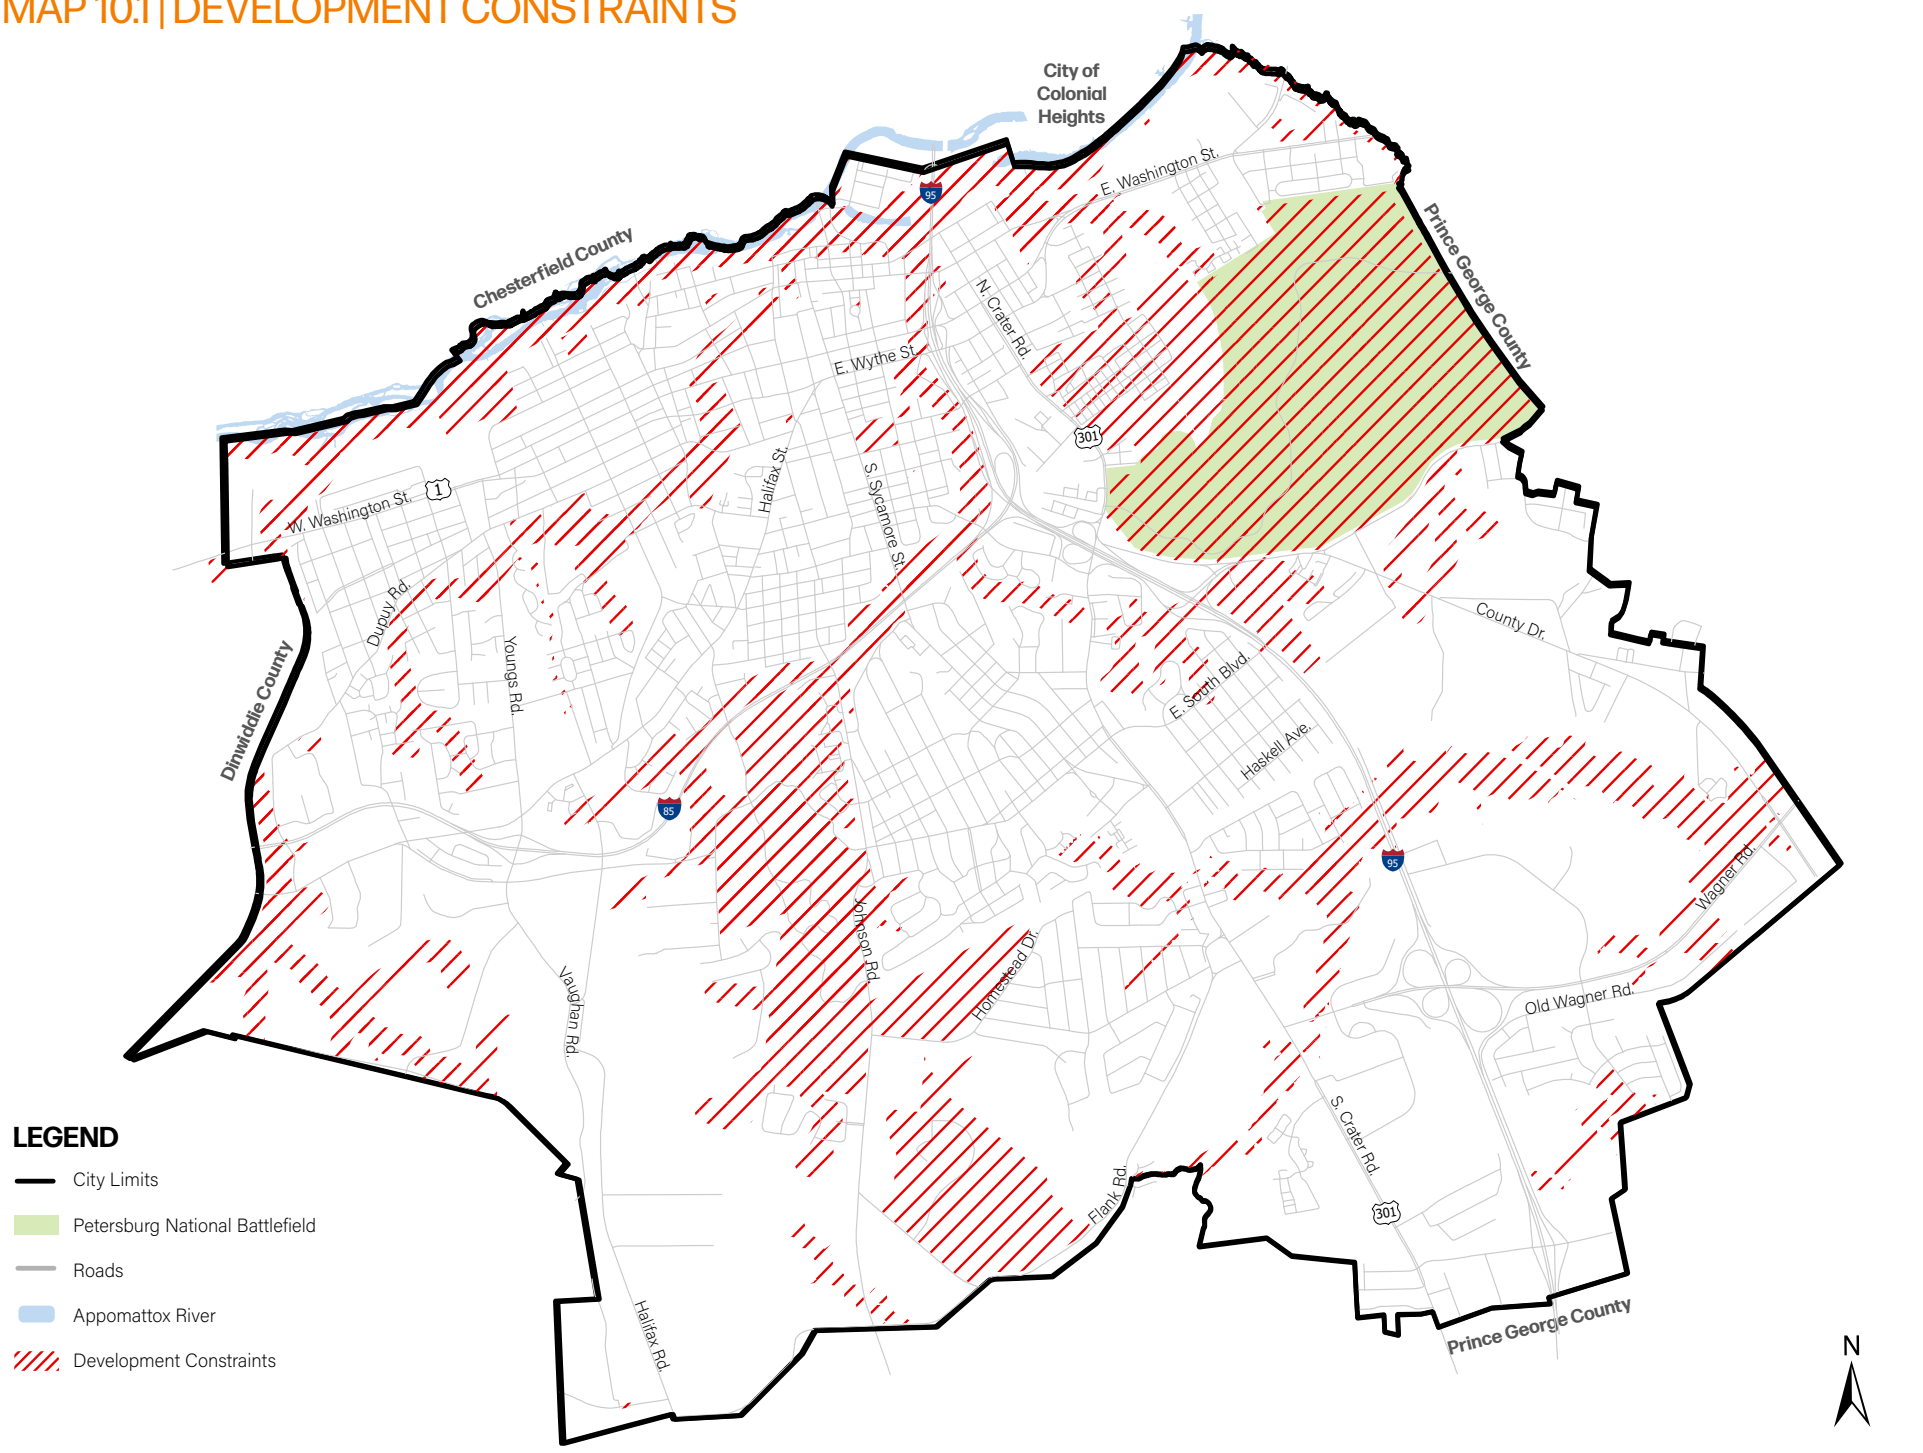 MAP 10.1 | DEVELOPMENT CONSTRAINTS
City of
Colonial
Heights
E. Washington St.
95
Prince George County
Chesterfield County
N. Crater Rd.
E. Wythe St.
301
Halifax St.
S. Sycamore St.
1
W. Washington St.
Dupuy Rd.
County Dr.
Youngs Rd.
E. South Blvd.
Dinwiddie County
Haskell Ave.
85
95
Wagner Rd.
Johnson Rd.
Homestead Dr.
Vaughan Rd.
Old Wagner Rd.
S. Crater Rd.
Flank Rd.
301
Halifax Rd.
Prince George County
LEGEND
City Limits
Petersburg National Battlefield
Roads
Appomattox River
Development Constraints
N